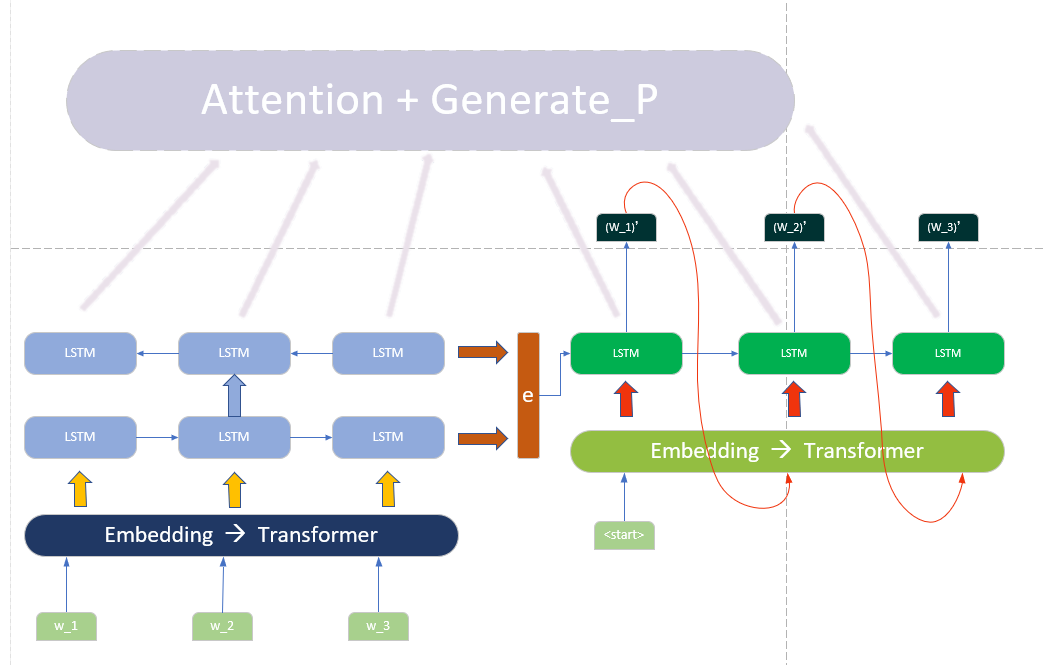 Attention + Generate_P
(W_1)’
(W_2)’
(W_3)’
LSTM
LSTM
LSTM
LSTM
LSTM
LSTM
e
LSTM
LSTM
LSTM
Embedding → Transformer
Embedding → Transformer
<start>
w_1
w_2
w_3